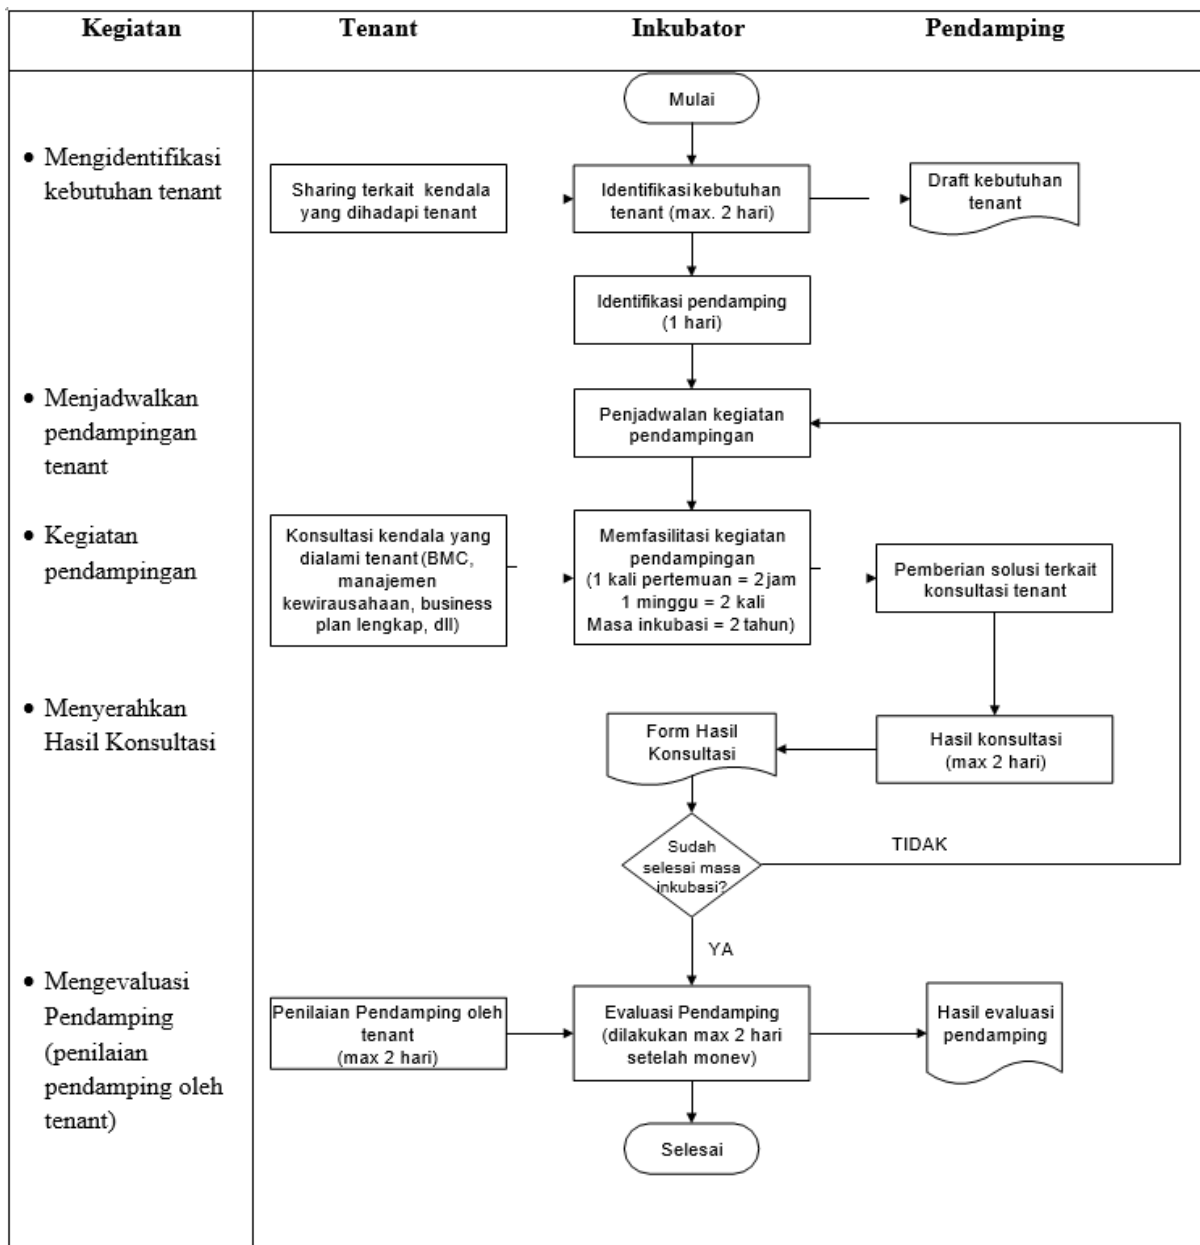 Kegiatan
Tenant
Inkubator
Pendamping
Mulai
• Mengidentifikasi
kebutuhan tenant
Sharing terkait kendala
yang dihadapi tenant
Identifikasi kebutuhan
tenant (max. 2 hari)
Draft kebutuhan
tenant
Identifikasi pendamping
(1 hari)
• Menjadwalkan
pendampingan
tenant
Penjadwalan kegiatan
pendampingan
• Kegiatan
pendampingan
Konsultasi kendala yang
dialami tenant (BMC,
manajemen
kewirausahaan, business
plan lengkap, dll)
Memfasilitasi kegiatan
pendampingan
(1 kali pertemuan = 2 jam
1 minggu = 2 kali
Masa inkubasi = 2 tahun)
Pemberian solusi terkait
konsultasi tenant
• Menyerahkan
Hasil Konsultasi
Form Hasil
Konsultasi
Hasil konsultasi
(max 2 hari)
Sudah
selesai masa
inkubasi?
TIDAK
YA
• Mengevaluasi
Pendamping
(penilaian
pendamping oleh
tenant)
Penilaian Pendamping oleh
tenant
(max 2 hari)
Evaluasi Pendamping
(dilakukan max 2 hari
setelah monev)
Hasil evaluasi
pendamping
Selesai